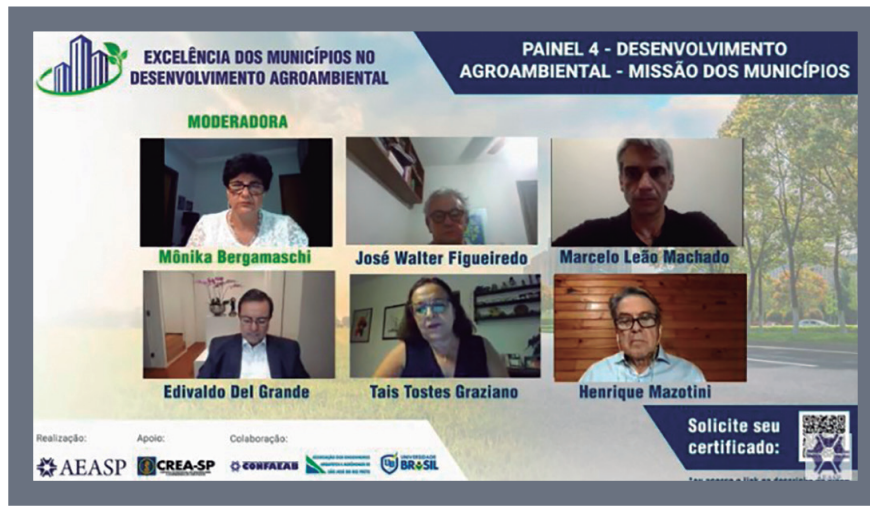 EXCELÊNCIA DOS MUNICÍPIOS NO
DESENVOLVIMENTO AGROAMBIENTAL
PAINEL 4 - DESENVOLVIMENTO
AGROAMBIENTAL - MISSÃO DOS MUNICÍPIOS
MODERADORA
Mônika Bergamaschi
José Walter Figueiredo
Marcelo Leão Machado
Edivaldo Del Grande
Tais Tostes Graziano
Henrique Mazotini
Realização:
Apoio:
Colaboração:
AEASP
CREA-SP
CONFAEAB
UNIVERSIDADE
BRASIL
Solicite seu
certificado: